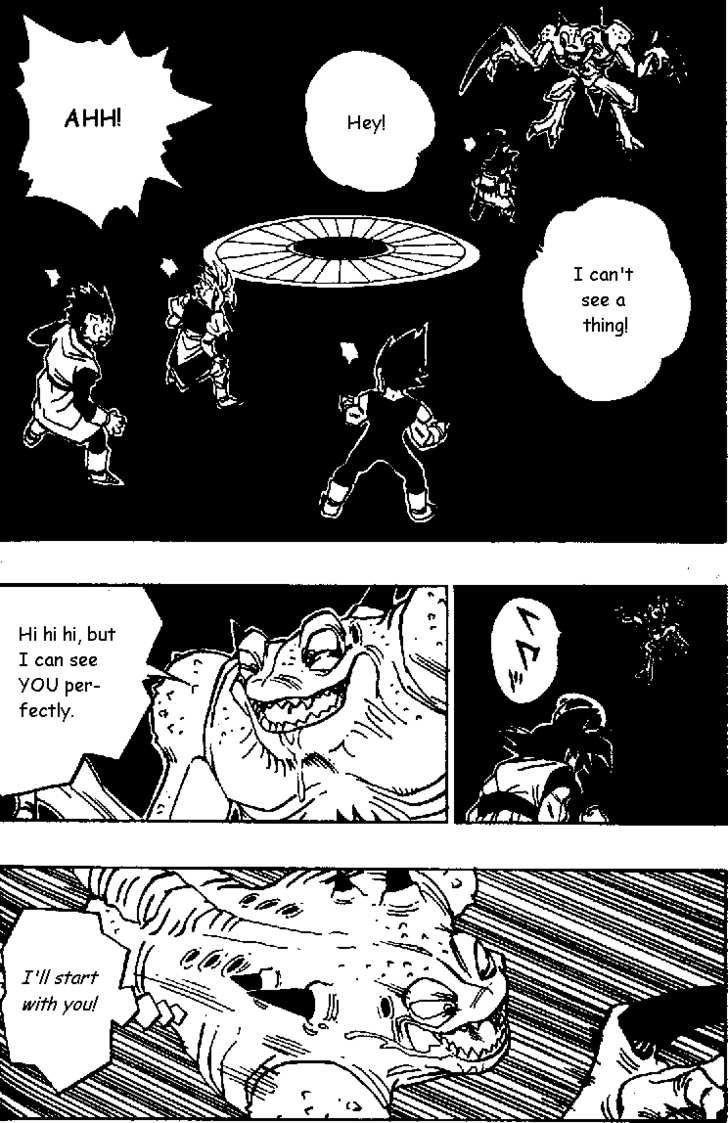 AHH!
Hey!
I can't
see a
thing!
Hi hi hi, but
I can see
YOU per-
fectly.
I'll start
with you!